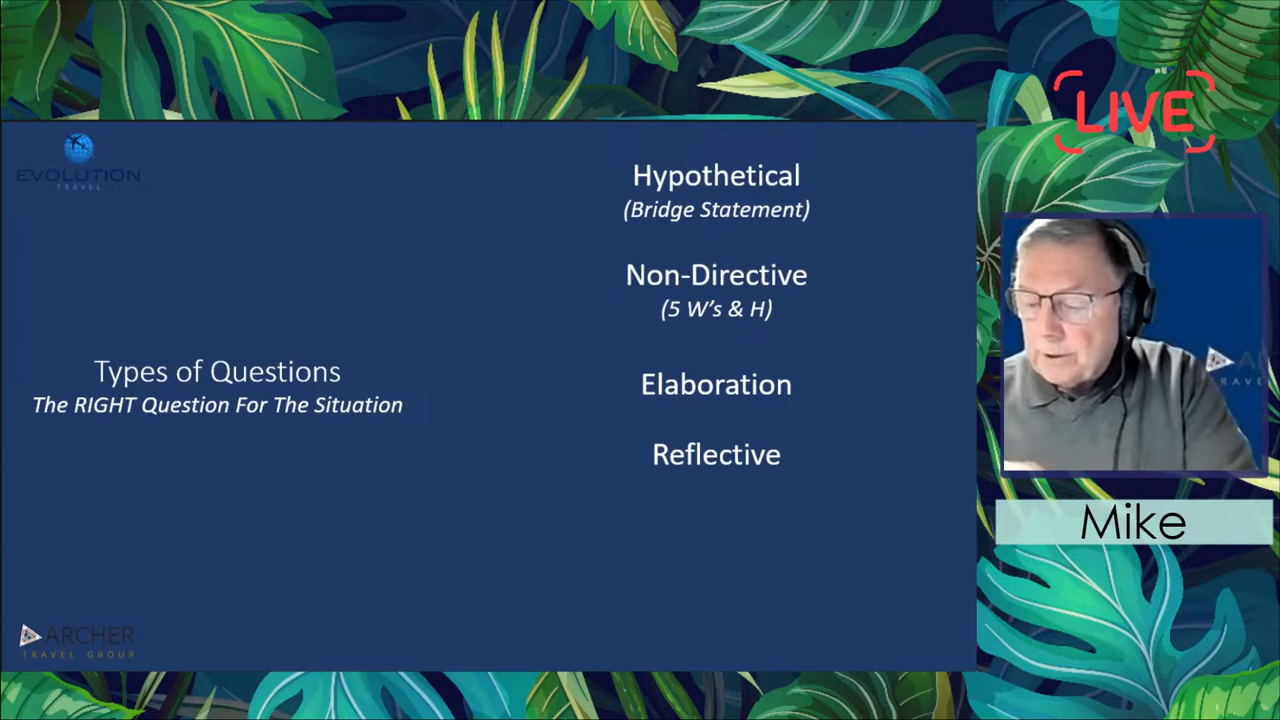 EVOLUTION
TRAVEL
Types of Questions
The RIGHT Question For The Situation
Hypothetical
(Bridge Statement)
Non-Directive
(5 W's & H)
Elaboration
Reflective
ARCHER
TRAVEL GROUP
LIVE
Mike